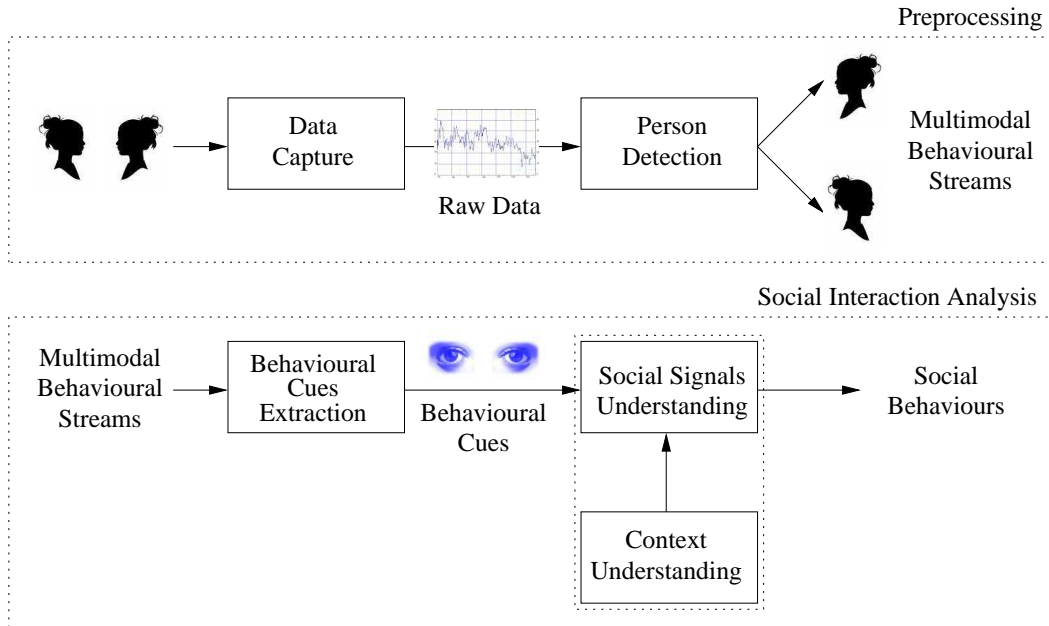 Preprocessing
Data
Capture
Raw Data
Person
Detection
Multimodal
Behavioural
Streams
Social Interaction Analysis
Multimodal
Behavioural
Streams
Behavioural
Cues
Extraction
Behavioural
Cues
Social Signals
Understanding
Social
Behaviours
Context
Understanding